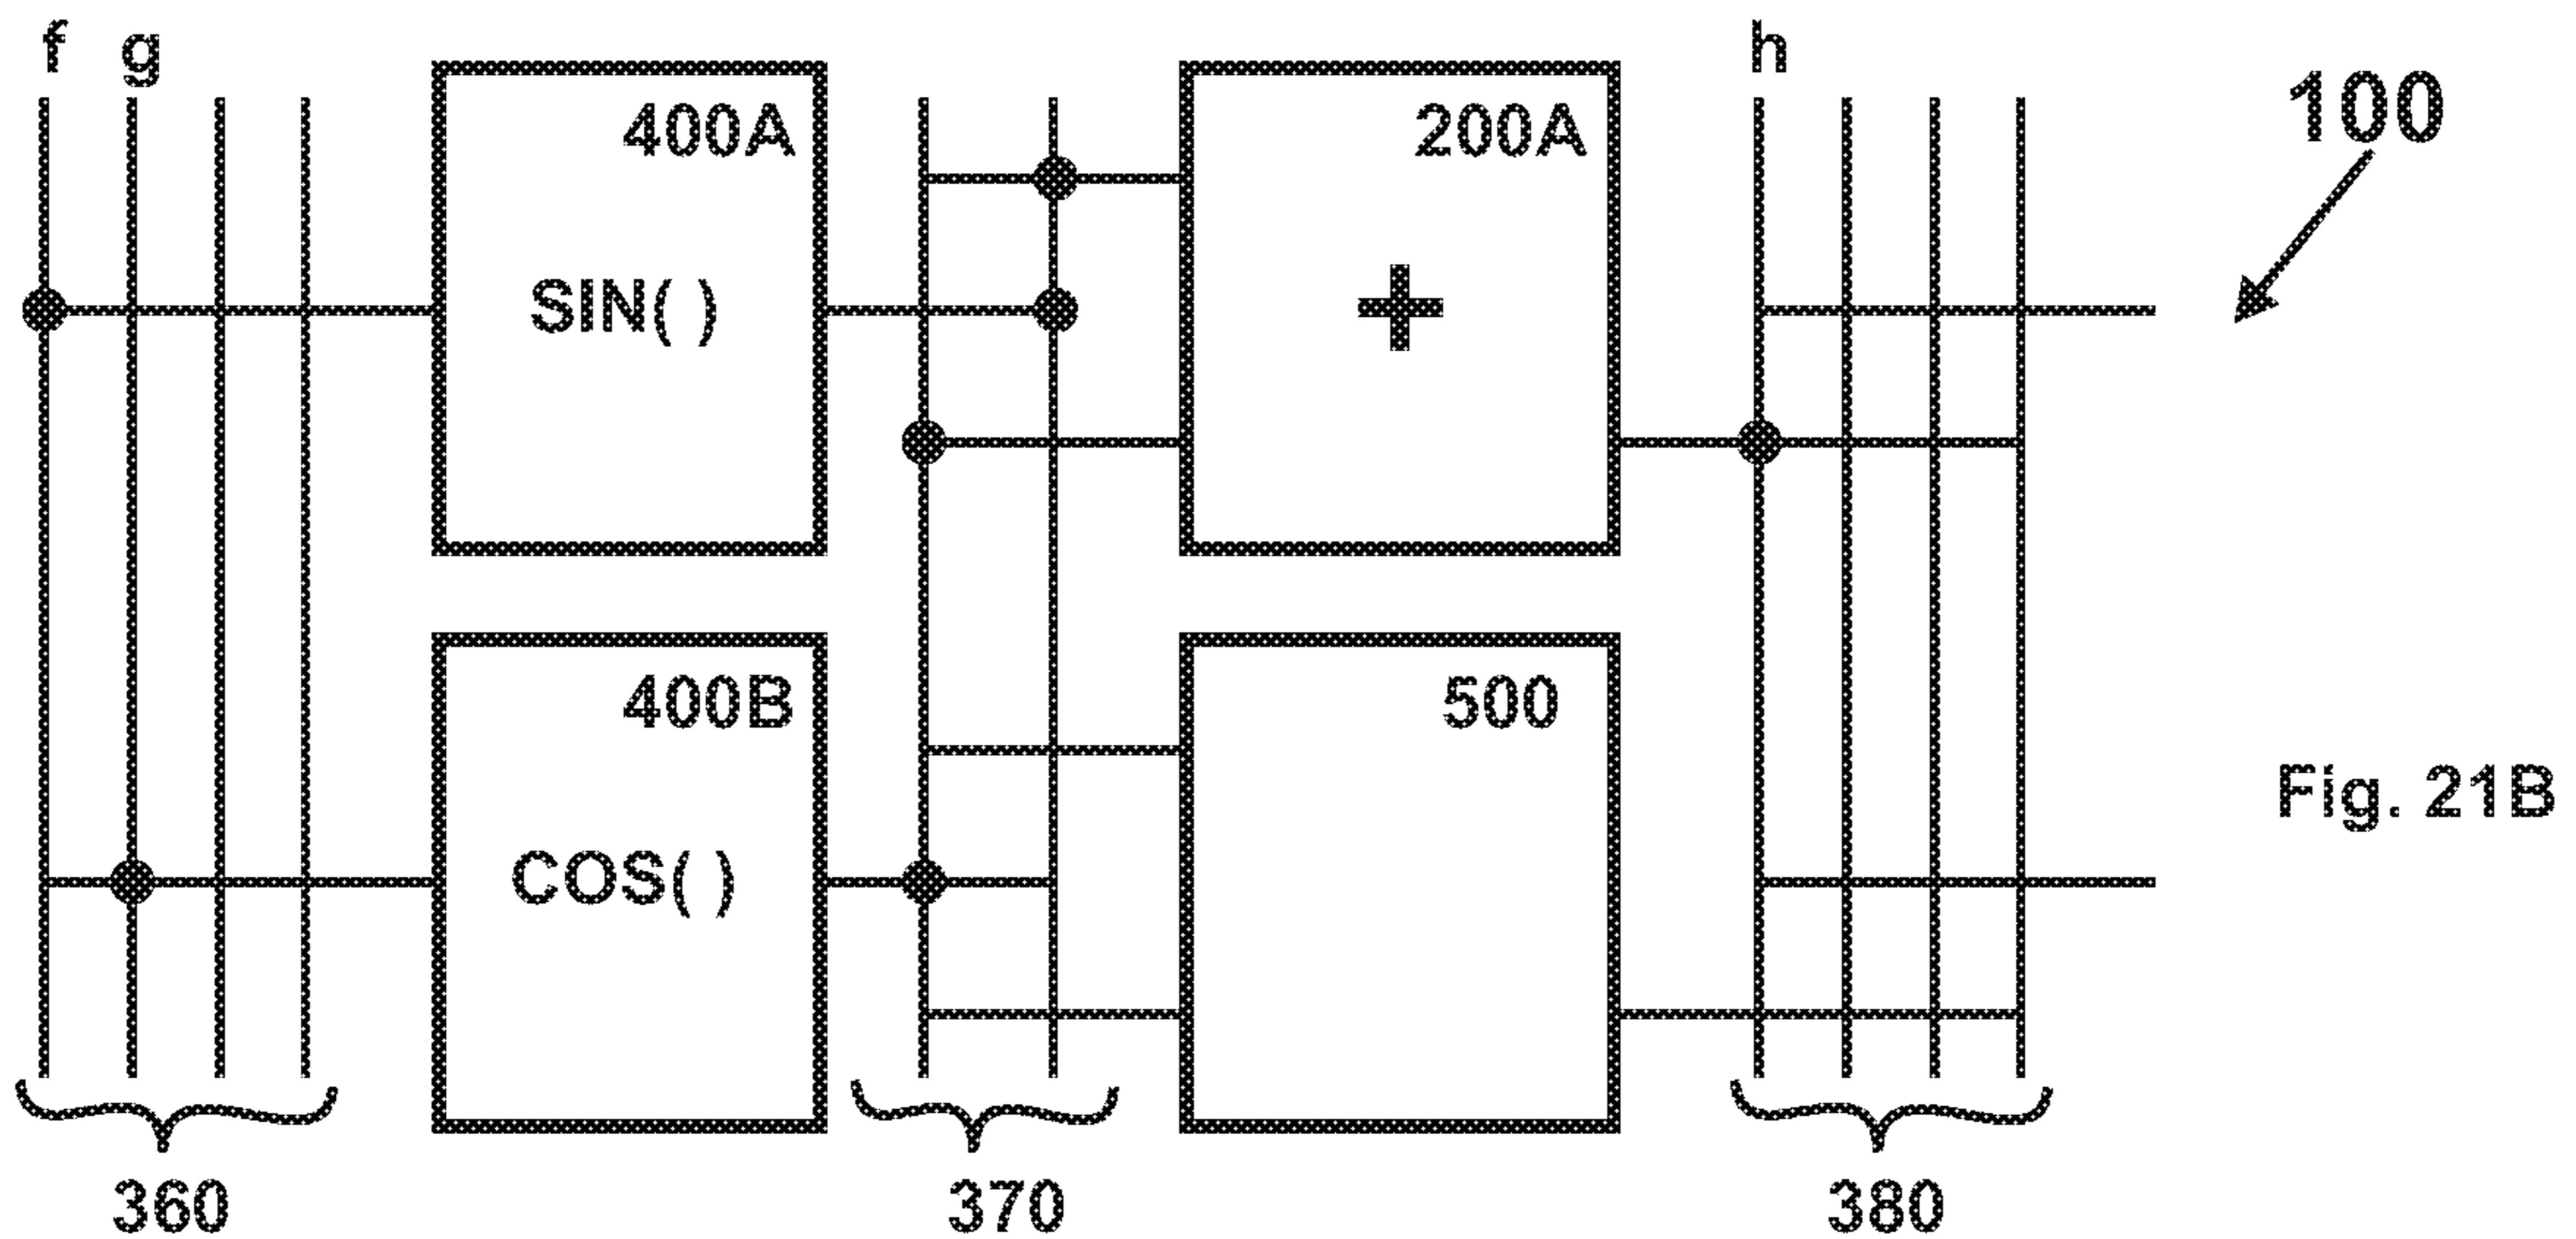 f g h
400A 200A 100
SIN( ) +
400B 500
COS( )
Fig. 21B
360 370 380